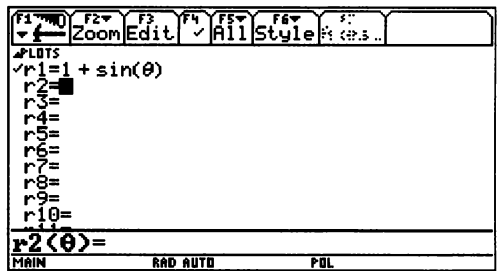 F1 F2 F3 F4 F5 F6
Zoom Edit ✓ All Style
PLOTS
✓r1=1 + sin(θ)
r2=
r3=
r4=
r5=
r6=
r7=
r8=
r9=
r10=
r2(θ)=
MAIN RAD AUTO POL